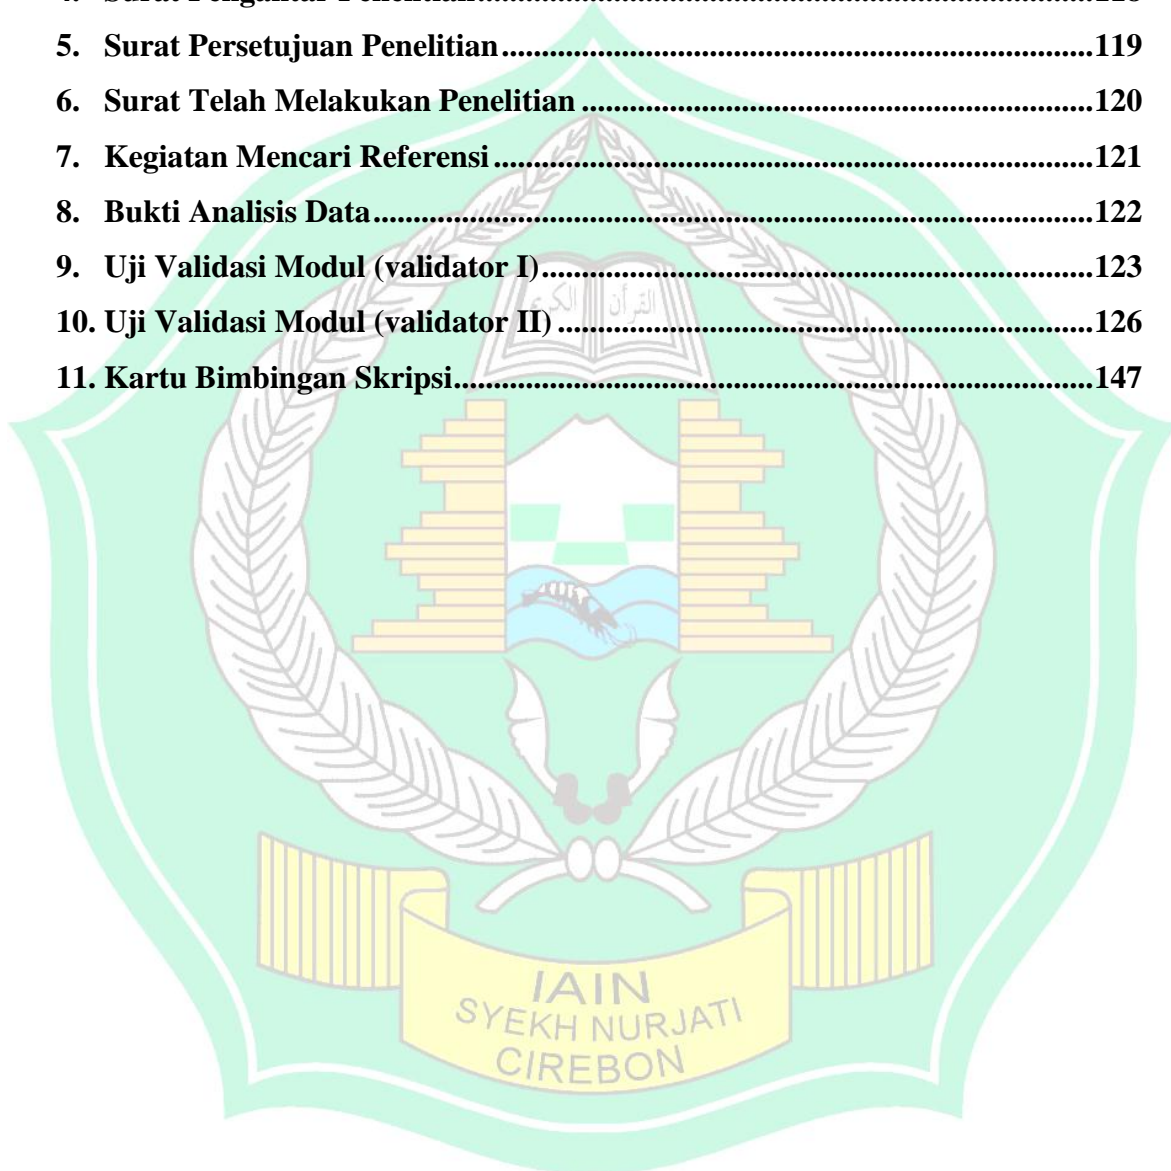 5. Surat Persetujuan Penelitian.........................................................................119
6. Surat Telah Melakukan Penelitian...............................................................120
7. Kegiatan Mencari Referensi..........................................................................121
8. Bukti Analisis Data.........................................................................................122
9. Uji Validasi Modul (validator I)....................................................................123
10. Uji Validasi Modul (validator II)..................................................................126
11. Kartu Bimbingan Skripsi...............................................................................147
القرآن الكريم
IAIN
SYEKH NURJATI
CIREBON